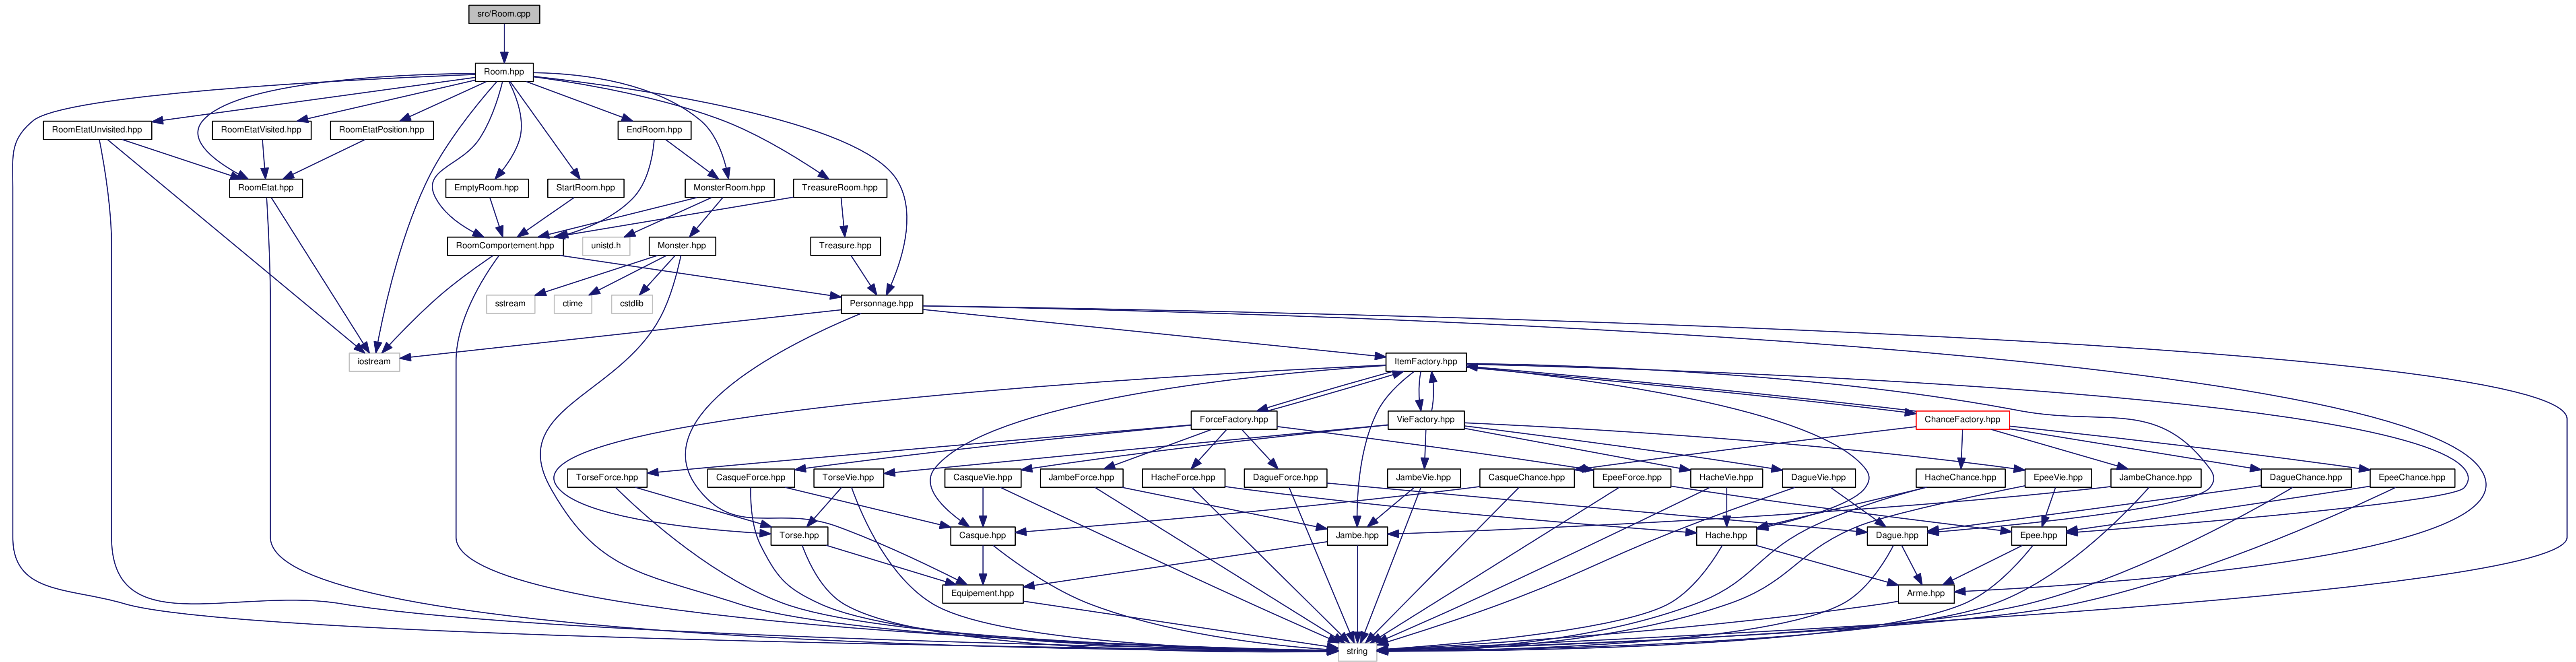 src/Room.cpp
Room.hpp
RoomEtatUnvisited.hpp
RoomEtatVisited.hpp
RoomEtatPosition.hpp
EndRoom.hpp
RoomEtat.hpp
EmptyRoom.hpp
StartRoom.hpp
MonsterRoom.hpp
TreasureRoom.hpp
RoomComportement.hpp
unistd.h
Monster.hpp
Treasure.hpp
sstream
ctime
cstdlib
Personnage.hpp
iostream
ItemFactory.hpp
ForceFactory.hpp
VieFactory.hpp
ChanceFactory.hpp
TorseForce.hpp
CasqueForce.hpp
TorseVie.hpp
CasqueVie.hpp
JambeForce.hpp
HacheForce.hpp
DagueForce.hpp
JambeVie.hpp
CasqueChance.hpp
EpeeForce.hpp
HacheVie.hpp
DagueVie.hpp
HacheChance.hpp
EpeeVie.hpp
JambeChance.hpp
DagueChance.hpp
EpeeChance.hpp
Torse.hpp
Casque.hpp
Jambe.hpp
Hache.hpp
Dague.hpp
Epee.hpp
Equipement.hpp
Arme.hpp
string